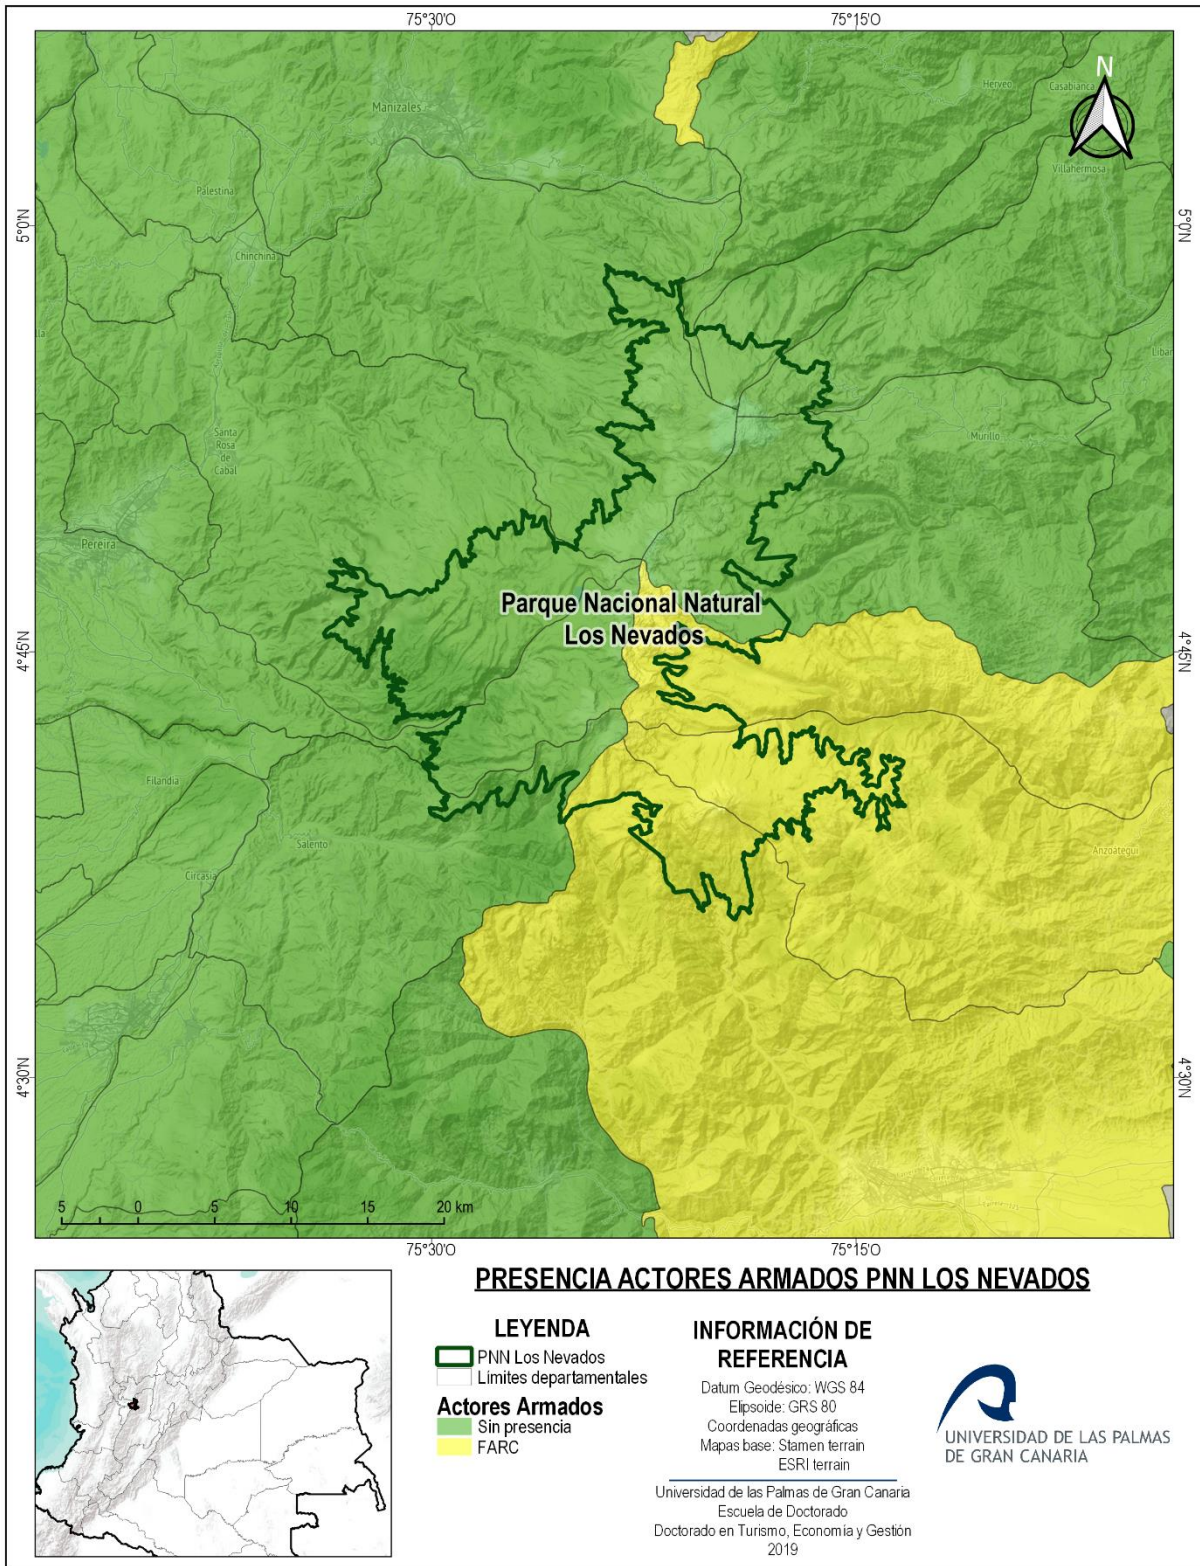 75°30'O
75°15'O
N
Manizales
Herveo
Casabianca
Villahermosa
Palestina
5°0'N
5°0'N
Chinchina
Murillo
Santa
Rosa
de
Cabal
Pereira
Parque Nacional Natural
Los Nevados
4°45'N
4°45'N
Filandia
Salento
Circasia
Anzoategui
4°30'N
4°30'N
5 0 5 10 15 20 km
75°30'O
75°15'O
PRESENCIA ACTORES ARMADOS PNN LOS NEVADOS
LEYENDA
PNN Los Nevados
Límites departamentales
Actores Armados
Sin presencia
FARC
INFORMACIÓN DE
REFERENCIA
Datum Geodésico: WGS 84
Elipsoide: GRS 80
Coordenadas geográficas
Mapas base: Stamen terrain
ESRI terrain
Universidad de las Palmas de Gran Canaria
Escuela de Doctorado
Doctorado en Turismo, Economía y Gestión
2019
UNIVERSIDAD DE LAS PALMAS
DE GRAN CANARIA